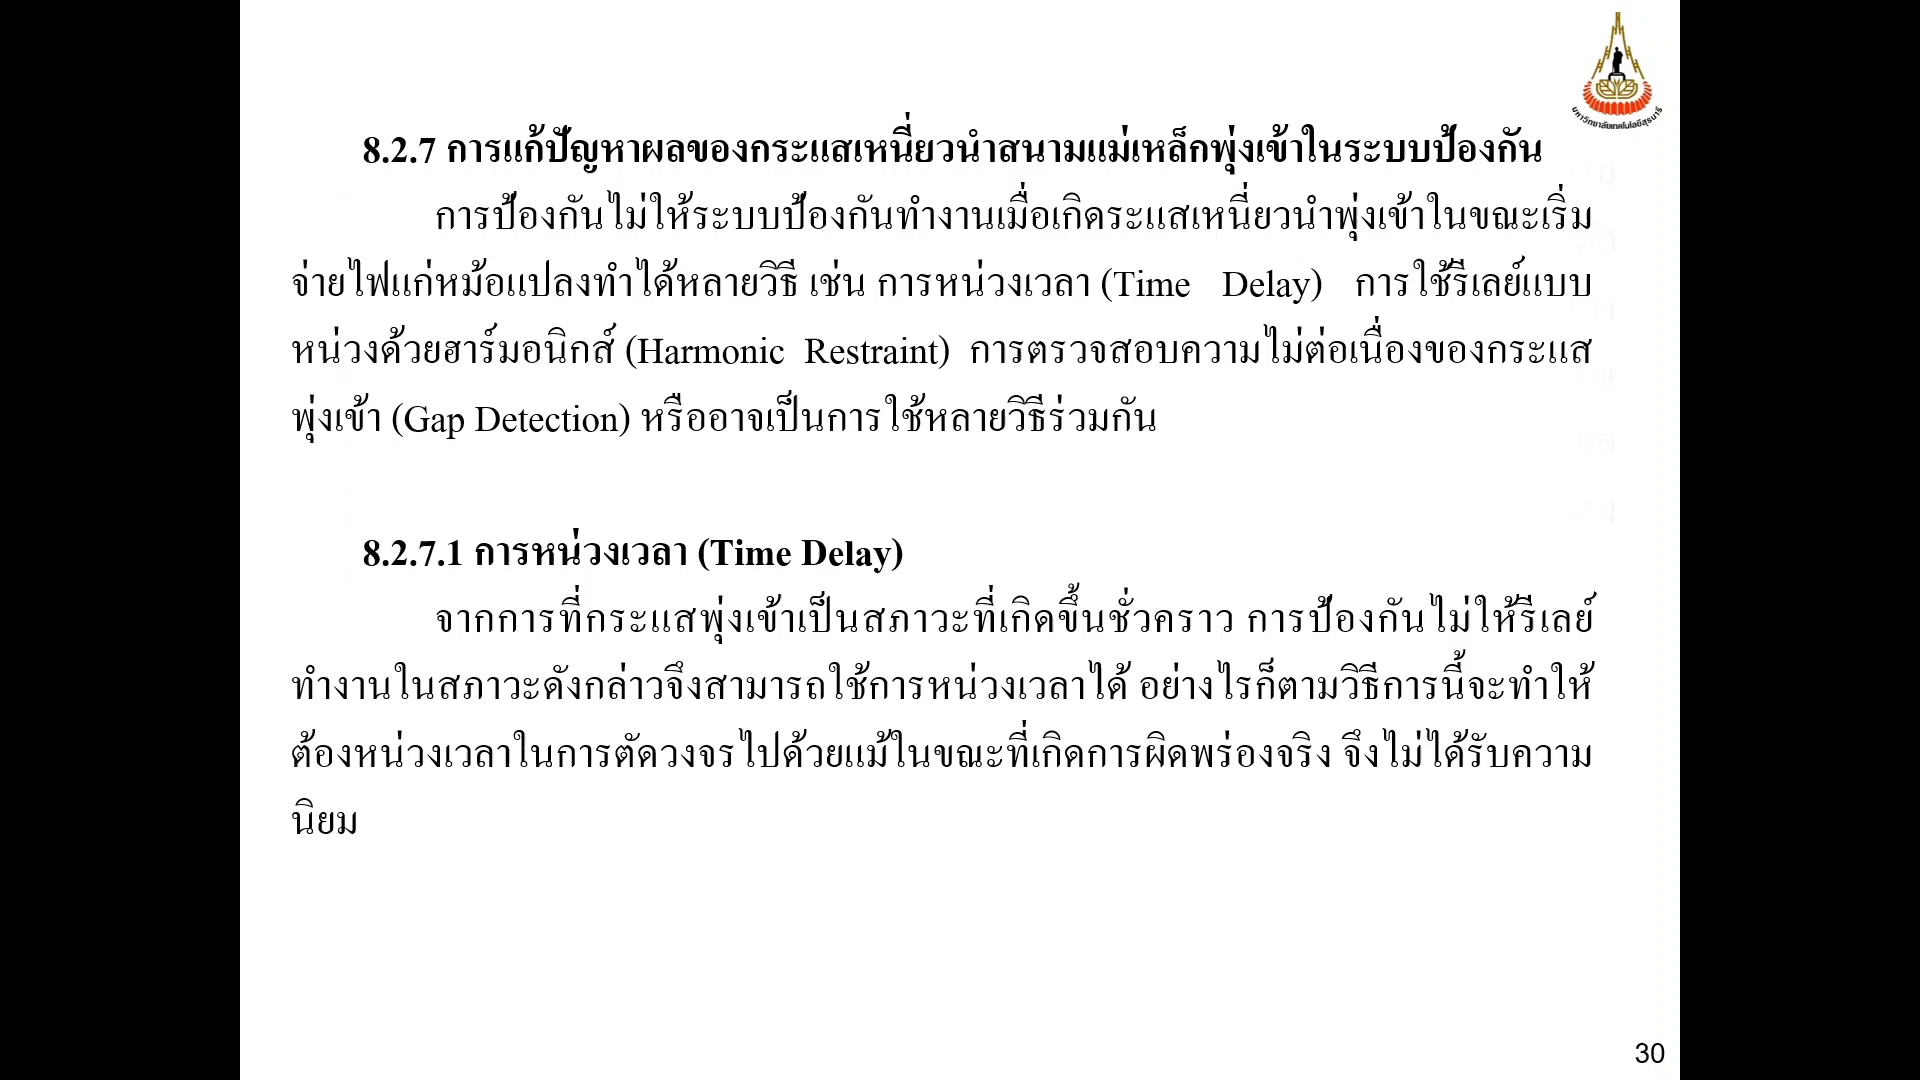 มหาวิทยาลัยเทคโนโลยีสุรนารี
8.2.7 การแก้ปัญหาผลของกระแสเหนี่ยวนำสนามแม่เหล็กพุ่งเข้าในระบบป้องกัน
การป้องกันไม่ให้ระบบป้องกันทำงานเมื่อเกิดระแสเหนี่ยวนำพุ่งเข้าในขณะเริ่ม
จ่ายไฟแก่หม้อแปลงทำได้หลายวิธี เช่น การหน่วงเวลา (Time Delay) การใช้รีเลย์แบบ
หน่วงด้วยฮาร์มอนิกส์ (Harmonic Restraint) การตรวจสอบความไม่ต่อเนื่องของกระแส
พุ่งเข้า (Gap Detection) หรืออาจเป็นการใช้หลายวิธีร่วมกัน
8.2.7.1 การหน่วงเวลา (Time Delay)
จากการที่กระแสพุ่งเข้าเป็นสภาวะที่เกิดขึ้นชั่วคราว การป้องกันไม่ให้รีเลย์
ทำงานในสภาวะดังกล่าวจึงสามารถใช้การหน่วงเวลาได้ อย่างไรก็ตามวิธีการนี้จะทำให้
ต้องหน่วงเวลาในการตัดวงจรไปด้วยแม้ในขณะที่เกิดการผิดพร่องจริง จึงไม่ได้รับความ
นิยม
30